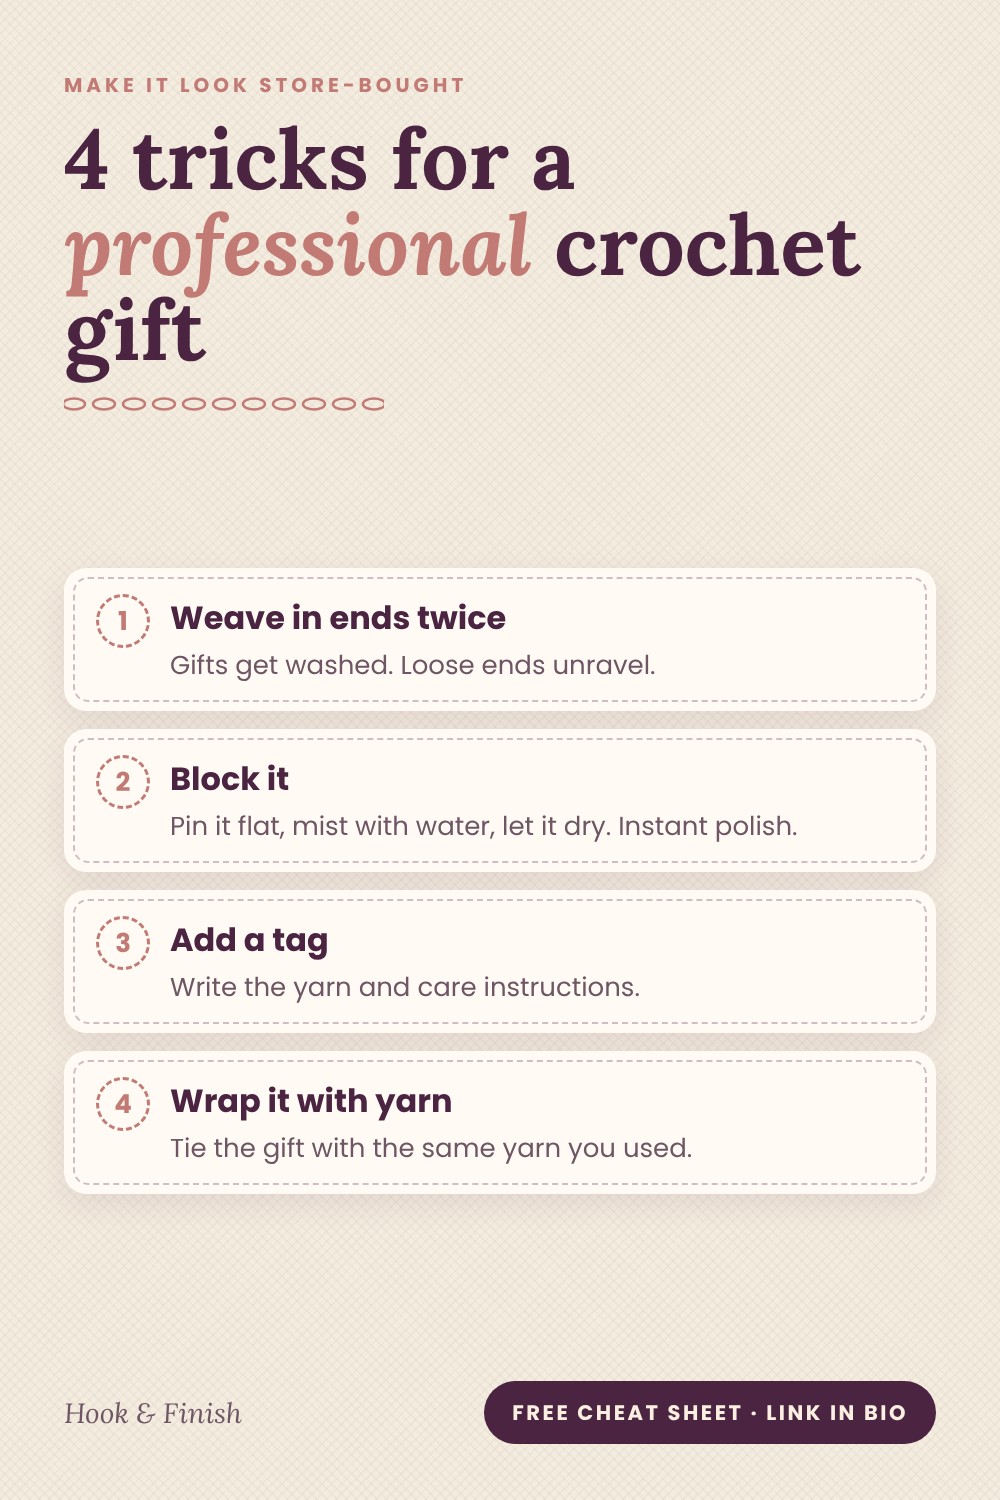 MAKE IT LOOK STORE-BOUGHT
4 tricks for a
professional crochet
gift
1 Weave in ends twice
Gifts get washed. Loose ends unravel.
2 Block it
Pin it flat, mist with water, let it dry. Instant polish.
3 Add a tag
Write the yarn and care instructions.
4 Wrap it with yarn
Tie the gift with the same yarn you used.
Hook & Finish
FREE CHEAT SHEET · LINK IN BIO